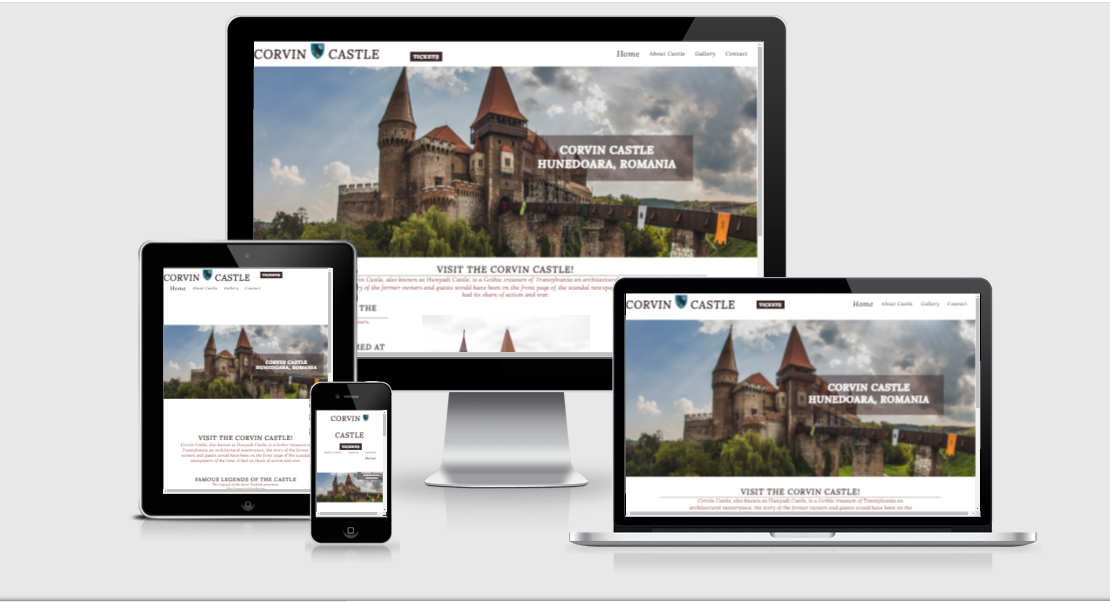 CORVIN CASTLE
TICKETS
Home About Castle Gallery Contact
CORVIN CASTLE
HUNEDOARA, ROMANIA
VISIT THE CORVIN CASTLE!
Corvin Castle, also known as Hunyadi Castle, is a Gothic treasure of Transylvania an architectur
ry of the former owners and guests would have been on the front page of the scandal newspap
had its share of action and war.
THE
MED AT
CORVIN CASTLE
TICKETS
Home About Castle Gallery Contact
CORVIN CASTLE
HUNEDOARA, ROMANIA
VISIT THE CORVIN CASTLE!
Corvin Castle, also known as Hunyadi Castle, is a Gothic treasure of
Transylvania an architectural masterpiece, the story of the former
owners and guests would have been on the front page of the scandal
newspapers of the time, it had its share of action and war.
FAMOUS LEGENDS OF THE CASTLE
CORVIN
CASTLE
TICKETS
Home
CORVIN CASTLE
TICKETS
Home About Castle Gallery Contact
CORVIN CASTLE
HUNEDOARA, ROMANIA
VISIT THE CORVIN CASTLE!
Corvin Castle, also known as Hunyadi Castle, is a Gothic treasure of Transylvania an
architectural masterpiece, the story of the former owners and guests would have been on the